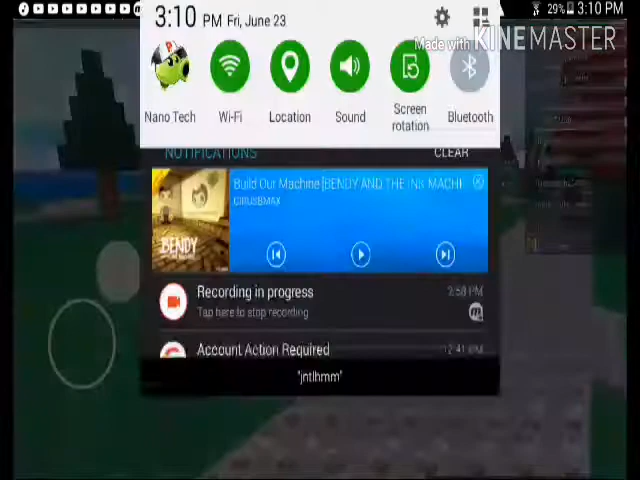 3:10 PM Fri, June 23
29% 3:10 PM
Made with KINEMASTER
Nano Tech
Wi-Fi
Location
Sound
Screen rotation
Bluetooth
NOTIFICATIONS
CLEAR
Build Our Machine [BENDY AND THE INK MACHI
BENDY
Recording in progress
2:58 PM
Tap here to stop recording
Account Action Required
12:41 PM
"jntlhmm"